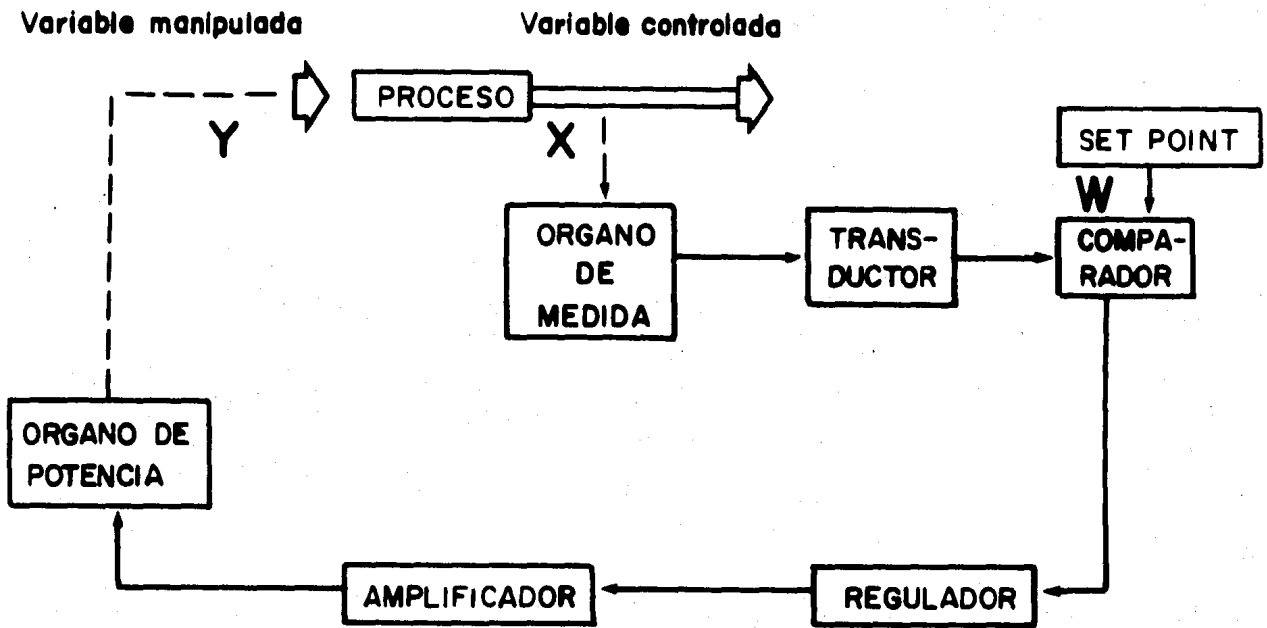 Variable manipulada
Variable controlada
PROCESO
Y
X
SET POINT
W
ORGANO
DE
MEDIDA
TRANS-
DUCTOR
COMPA-
RADOR
ORGANO DE
POTENCIA
AMPLIFICADOR
REGULADOR